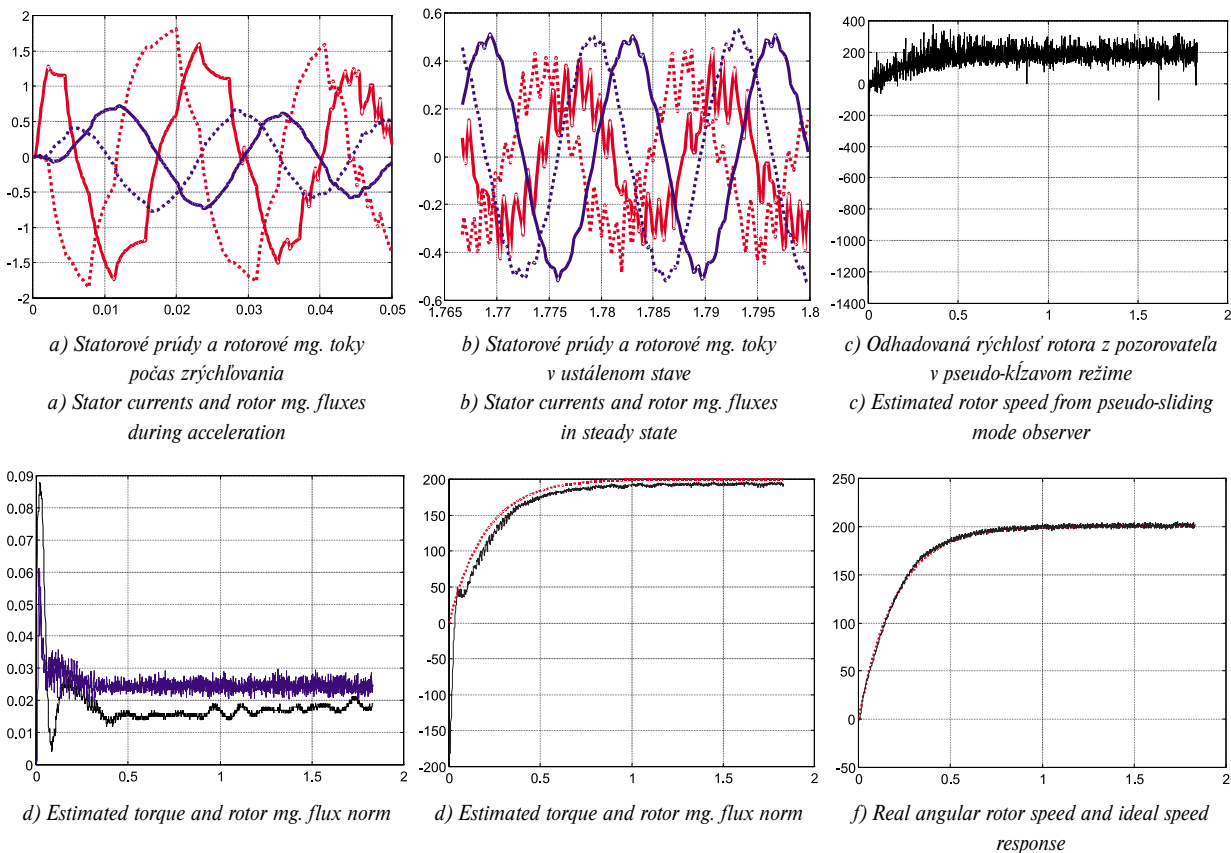 2
1.5
1
0.5
0
-0.5
-1
-1.5
-2
0 0.01 0.02 0.03 0.04 0.05
a) Statorové prúdy a rotorové mg. toky
počas zrýchľovania
a) Stator currents and rotor mg. fluxes
during acceleration
0.6
0.4
0.2
0
-0.2
-0.4
-0.6
1.765 1.77 1.775 1.78 1.785 1.79 1.795 1.8
b) Statorové prúdy a rotorové mg. toky
v ustálenom stave
b) Stator currents and rotor mg. fluxes
in steady state
400
200
0
-200
-400
-600
-800
-1000
-1200
-1400
0 0.5 1 1.5 2
c) Odhadovaná rýchlosť rotora z pozorovateľa
v pseudo-kĺzavom režime
c) Estimated rotor speed from pseudo-sliding
mode observer
0.09
0.08
0.07
0.06
0.05
0.04
0.03
0.02
0.01
0
0 0.5 1 1.5 2
d) Estimated torque and rotor mg. flux norm
200
150
100
50
0
-50
-100
-150
-200
0 0.5 1 1.5 2
d) Estimated torque and rotor mg. flux norm
250
200
150
100
50
0
-50
0 0.5 1 1.5 2
f) Real angular rotor speed and ideal speed
response